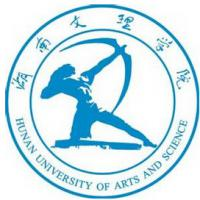 湖南文理学院
HUNAN UNIVERSITY OF ARTS AND SCIENCE